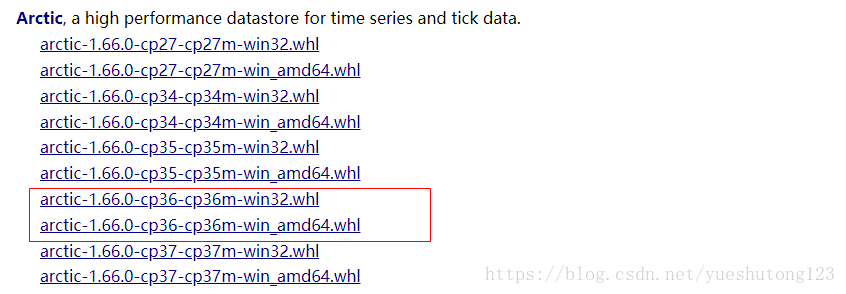 Arctic, a high performance datastore for time series and tick data.
arctic-1.66.0-cp27-cp27m-win32.whl
arctic-1.66.0-cp27-cp27m-win_amd64.whl
arctic-1.66.0-cp34-cp34m-win32.whl
arctic-1.66.0-cp34-cp34m-win_amd64.whl
arctic-1.66.0-cp35-cp35m-win32.whl
arctic-1.66.0-cp35-cp35m-win_amd64.whl
arctic-1.66.0-cp36-cp36m-win32.whl
arctic-1.66.0-cp36-cp36m-win_amd64.whl
arctic-1.66.0-cp37-cp37m-win32.whl
arctic-1.66.0-cp37-cp37m-win_amd64.whl
https://blog.csdn.net/yueshutong123